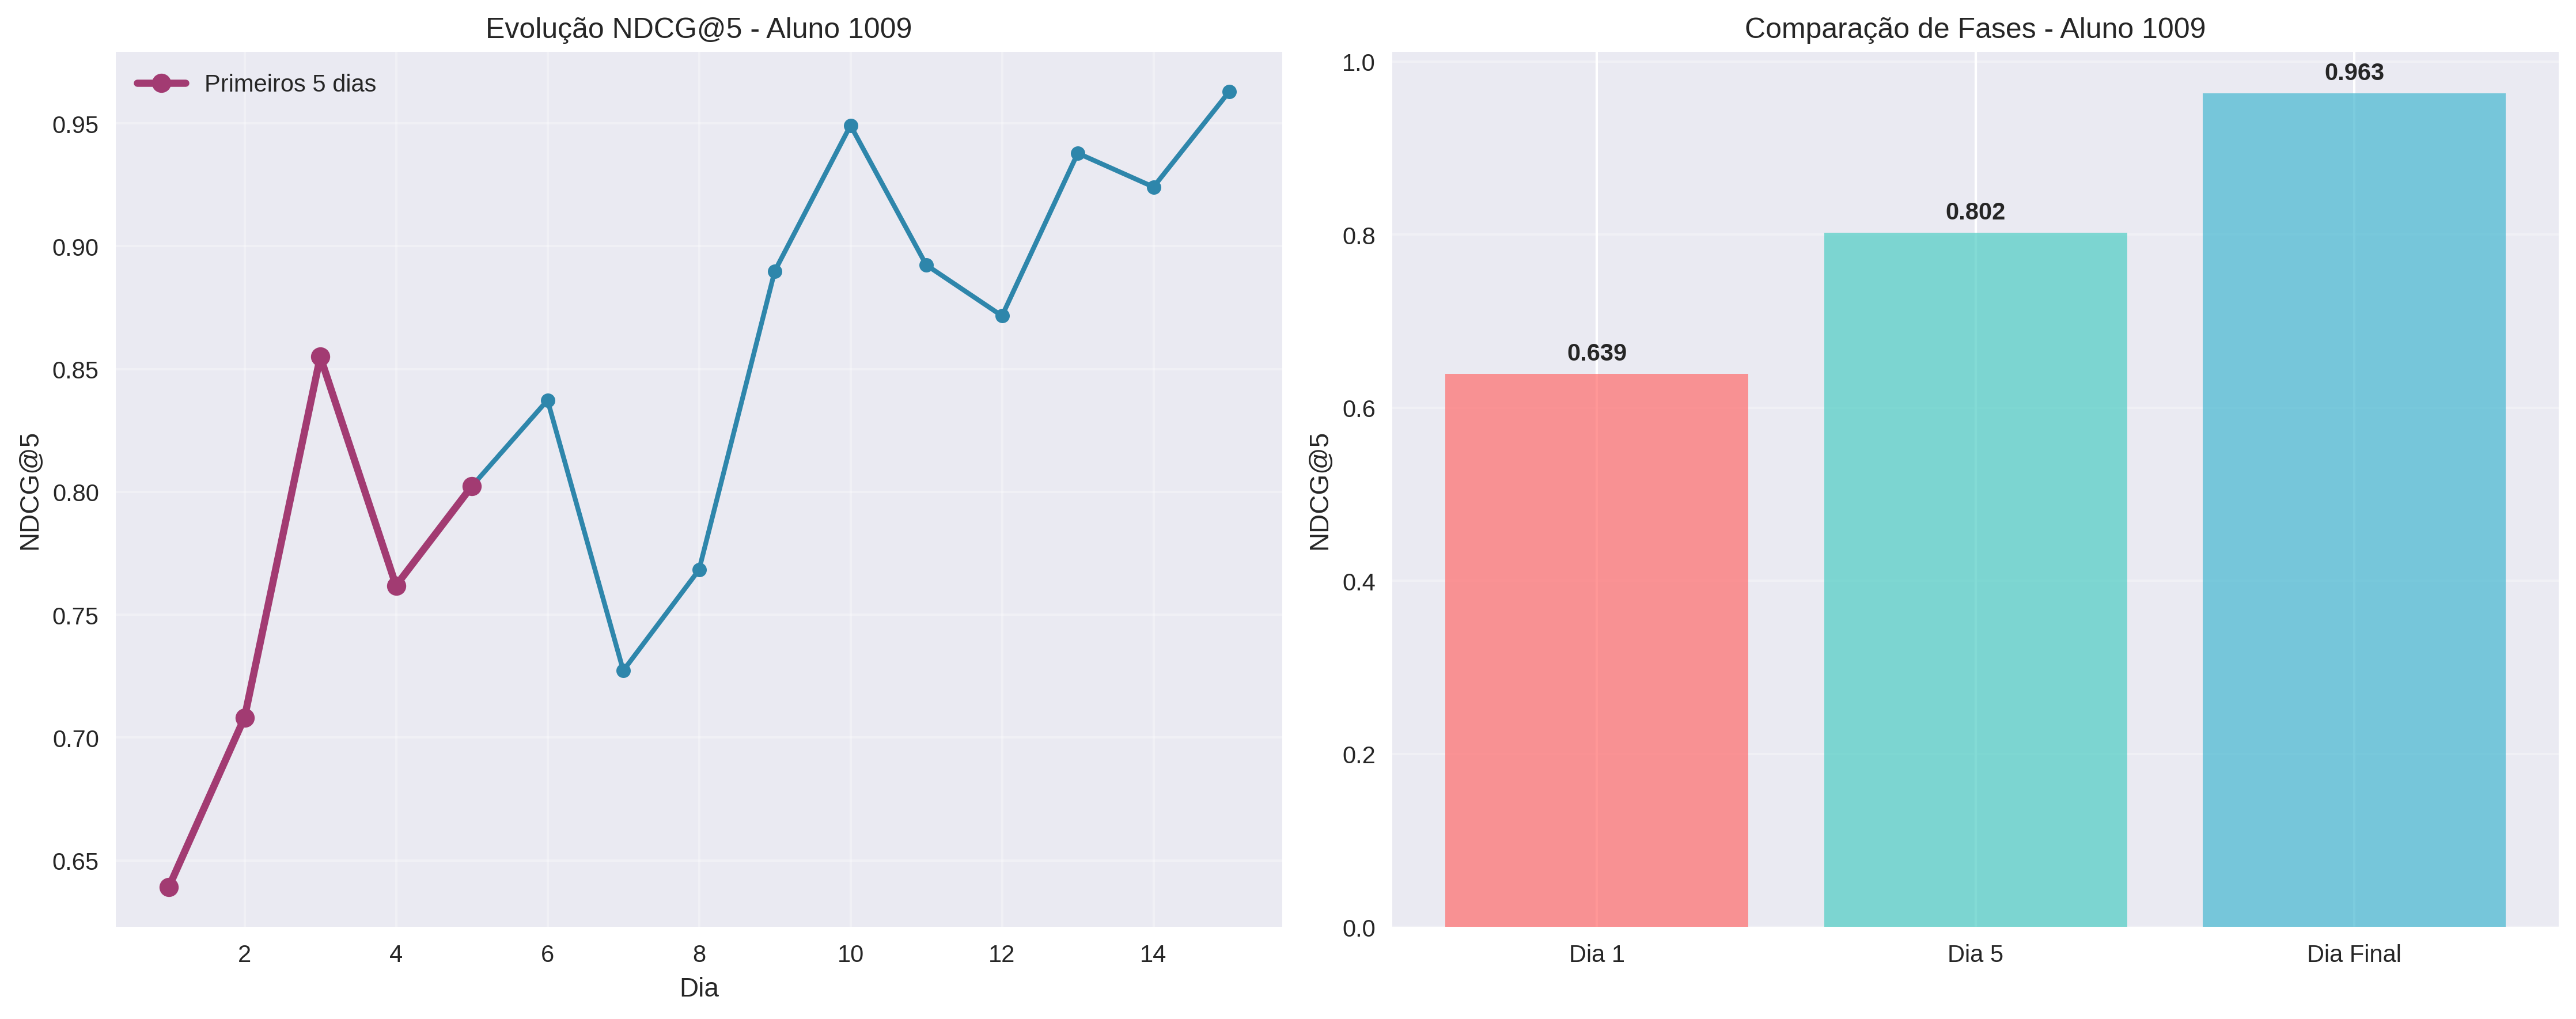 Evolução NDCG@5 - Aluno 1009
Primeiros 5 dias
NDCG@5
0.95
0.90
0.85
0.80
0.75
0.70
0.65
2 4 6 8 10 12 14
Dia
Comparação de Fases - Aluno 1009
NDCG@5
1.0
0.8
0.6
0.4
0.2
0.0
0.639
0.802
0.963
Dia 1 Dia 5 Dia Final